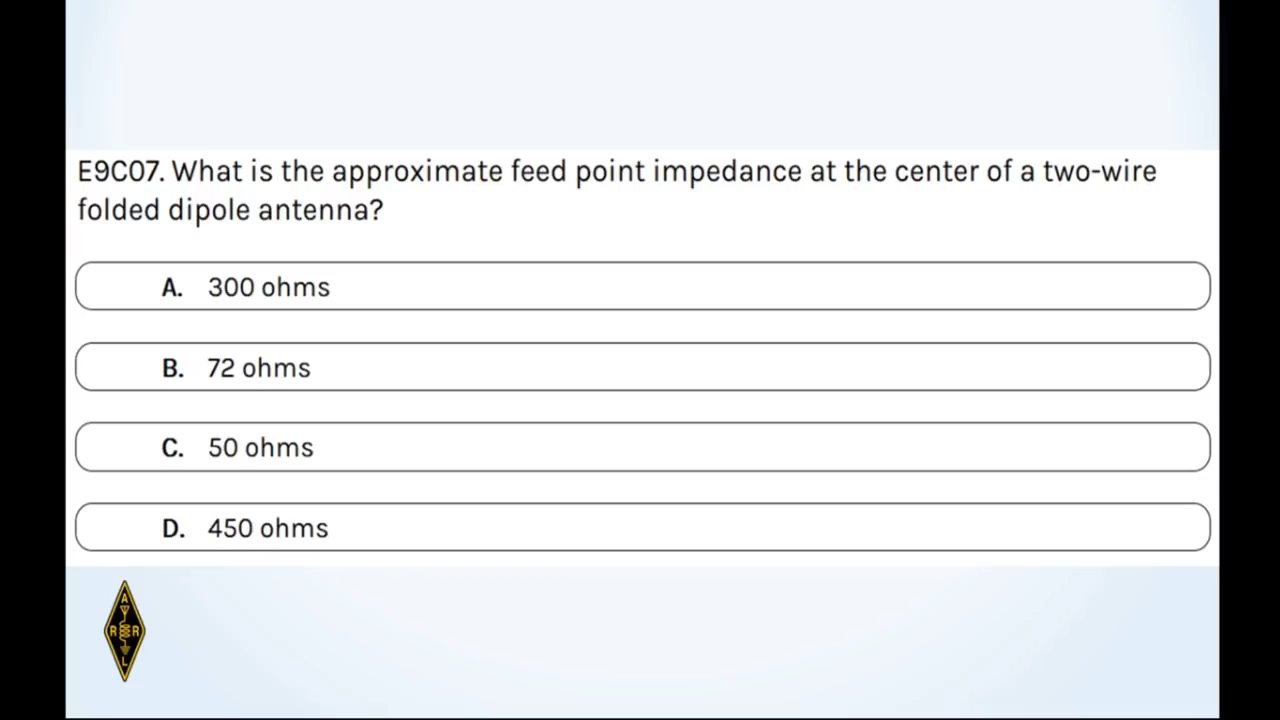 E9C07. What is the approximate feed point impedance at the center of a two-wire
folded dipole antenna?
A. 300 ohms
B. 72 ohms
C. 50 ohms
D. 450 ohms
A
R R
L